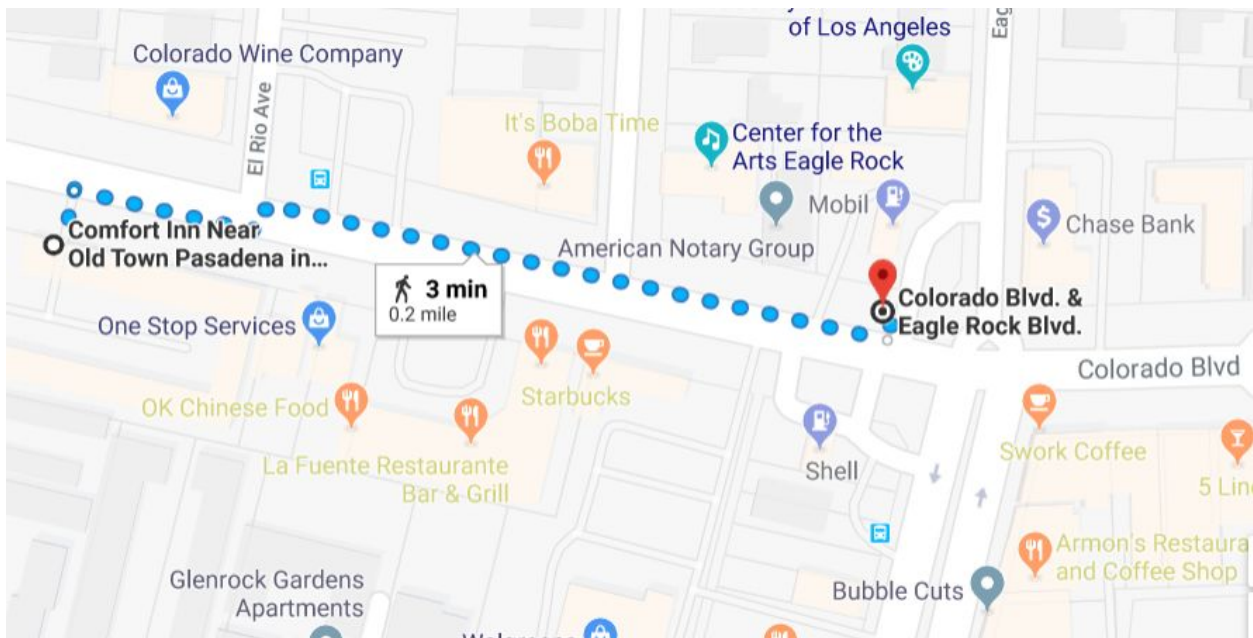 of Los Angeles
Eag
Colorado Wine Company
El Rio Ave
It's Boba Time
Center for the
Arts Eagle Rock
Mobil
Chase Bank
Comfort Inn Near
Old Town Pasadena in...
American Notary Group
3 min
0.2 mile
Colorado Blvd. &
Eagle Rock Blvd.
One Stop Services
Colorado Blvd
Starbucks
OK Chinese Food
Swork Coffee
La Fuente Restaurante
Bar & Grill
Shell
5 Lin
Armon's Restaura
and Coffee Shop
Glenrock Gardens
Apartments
Bubble Cuts